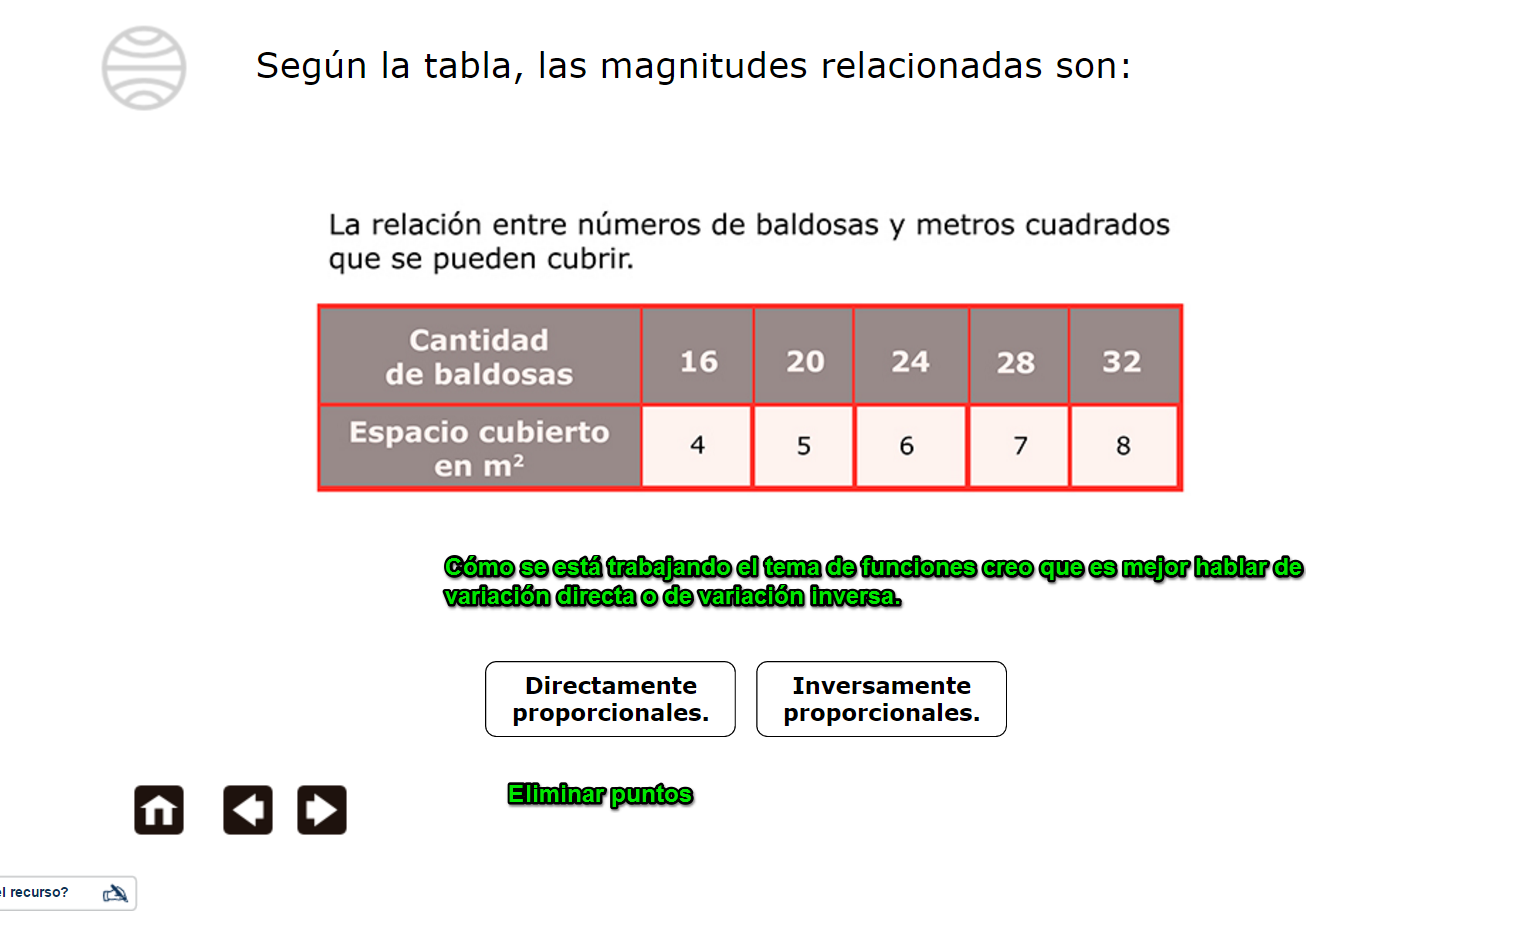 Según la tabla, las magnitudes relacionadas son:
La relación entre números de baldosas y metros cuadrados
que se pueden cubrir.
Cantidad
de baldosas
16 20 24 28 32
Espacio cubierto
en m²
4 5 6 7 8
Cómo se está trabajando el tema de funciones creo que es mejor hablar de
variación directa o de variación inversa.
Directamente
proporcionales.
Inversamente
proporcionales.
Eliminar puntos
el recurso?